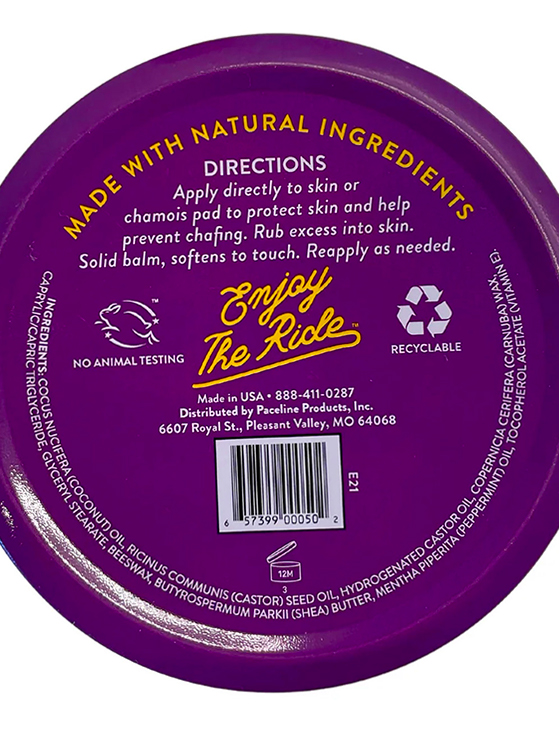 MADE WITH NATURAL INGREDIENTS
DIRECTIONS
Apply directly to skin or
chamois pad to protect skin and help
prevent chafing. Rub excess into skin.
Solid balm, softens to touch. Reapply as needed.
Enjoy
The Ride™
™
NO ANIMAL TESTING
RECYCLABLE
Made in USA • 888-411-0287
Distributed by Paceline Products, Inc.
6607 Royal St., Pleasant Valley, MO 64068
E21
6 57399 00050 2
12M
3
INGREDIENTS: COCUS NUCIFERA (COCONUT) OIL, RICINUS COMMUNIS (CASTOR) SEED OIL, HYDROGENATED CASTOR OIL, COPERNICIA CERIFERA (CARNUBA) WAX,
CAPRYLIC/CAPRIC TRIGLYCERIDE, GLYCERYL STEARATE, BEESWAX, BUTYROSPERMUM PARKII (SHEA) BUTTER, MENTHA PIPERITA (PEPPERMINT) OIL, TOCOPHEROL ACETATE (VITAMIN E).